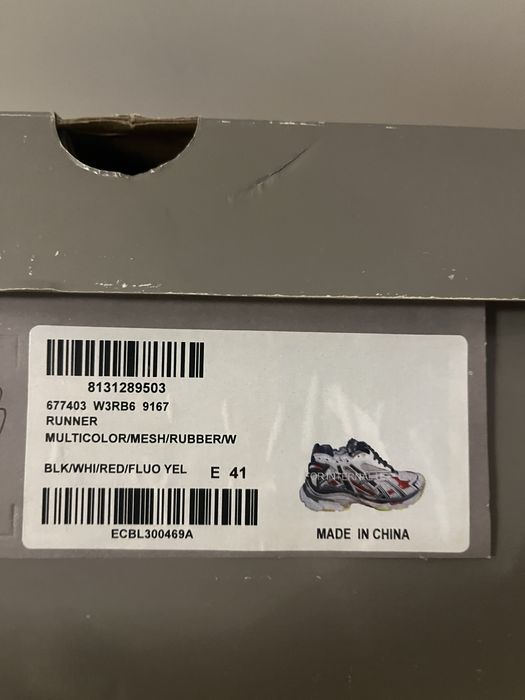 8131289503
677403 W3RB6 9167
RUNNER
MULTICOLOR/MESH/RUBBER/W
BLK/WHI/RED/FLUO YEL E 41
ECBL300469A
MADE IN CHINA